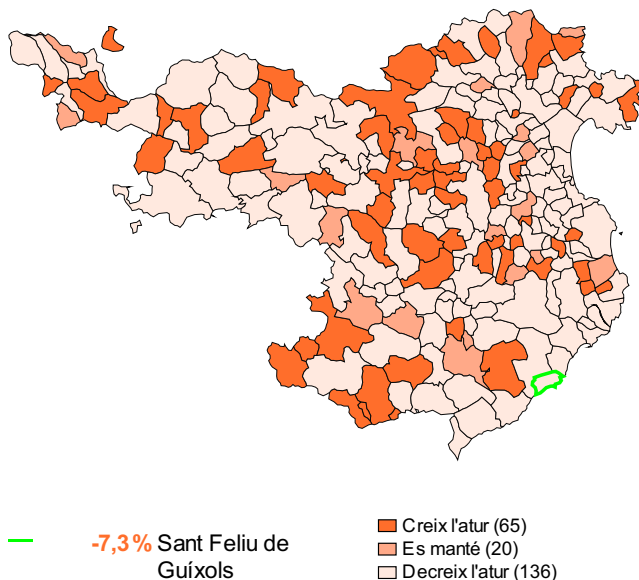 -7,3% Sant Feliu de
Guíxols
Creix l'atur (65)
Es manté (20)
Decreix l'atur (136)